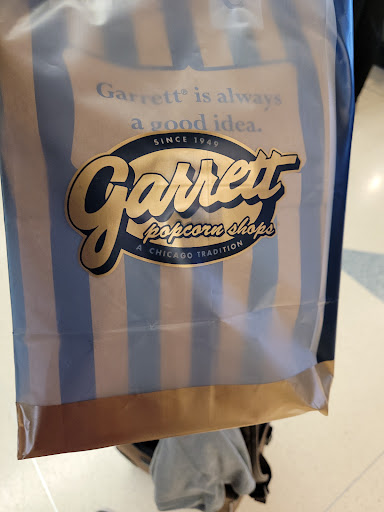 Garrett® is always
a good idea.
SINCE 1949
Garrett
popcorn shops
A CHICAGO TRADITION